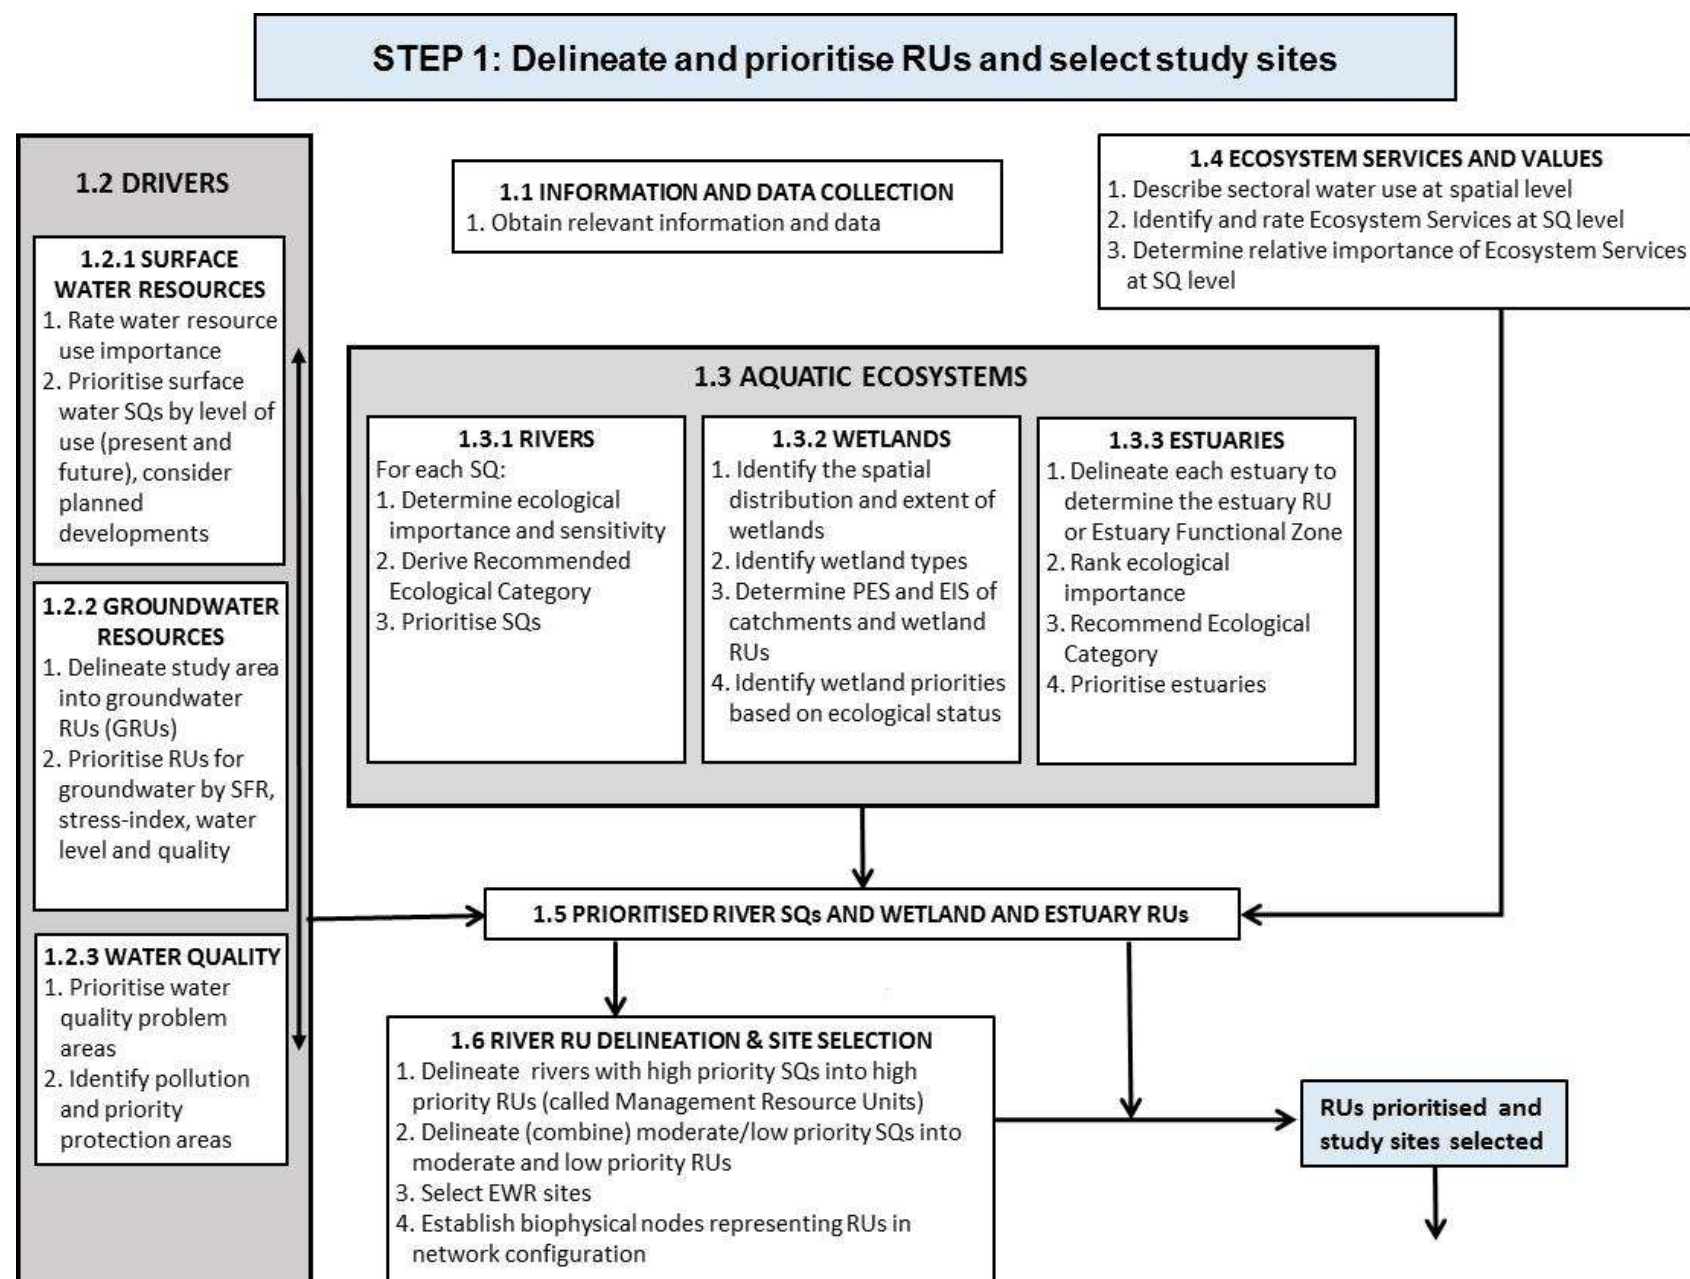 STEP 1: Delineate and prioritise RUs and select study sites
1.2 DRIVERS
1.2.1 SURFACE
WATER RESOURCES
1. Rate water resource
use importance
2. Prioritise surface
water SQs by level of
use (present and
future), consider
planned
developments
1.2.2 GROUNDWATER
RESOURCES
1. Delineate study area
into groundwater
RUs (GRUs)
2. Prioritise RUs for
groundwater by SFR,
stress-index, water
level and quality
1.2.3 WATER QUALITY
1. Prioritise water
quality problem
areas
2. Identify pollution
and priority
protection areas
1.1 INFORMATION AND DATA COLLECTION
1. Obtain relevant information and data
1.4 ECOSYSTEM SERVICES AND VALUES
1. Describe sectoral water use at spatial level
2. Identify and rate Ecosystem Services at SQ level
3. Determine relative importance of Ecosystem Services
at SQ level
1.3 AQUATIC ECOSYSTEMS
1.3.1 RIVERS
For each SQ:
1. Determine ecological
importance and sensitivity
2. Derive Recommended
Ecological Category
3. Prioritise SQs
1.3.2 WETLANDS
1. Identify the spatial
distribution and extent of
wetlands
2. Identify wetland types
3. Determine PES and EIS of
catchments and wetland
RUs
4. Identify wetland priorities
based on ecological status
1.3.3 ESTUARIES
1. Delineate each estuary to
determine the estuary RU
or Estuary Functional Zone
2. Rank ecological
importance
3. Recommend Ecological
Category
4. Prioritise estuaries
1.5 PRIORITISED RIVER SQs AND WETLAND AND ESTUARY RUs
1.6 RIVER RU DELINEATION & SITE SELECTION
1. Delineate rivers with high priority SQs into high
priority RUs (called Management Resource Units)
2. Delineate (combine) moderate/low priority SQs into
moderate and low priority RUs
3. Select EWR sites
4. Establish biophysical nodes representing RUs in
network configuration
RUs prioritised and
study sites selected